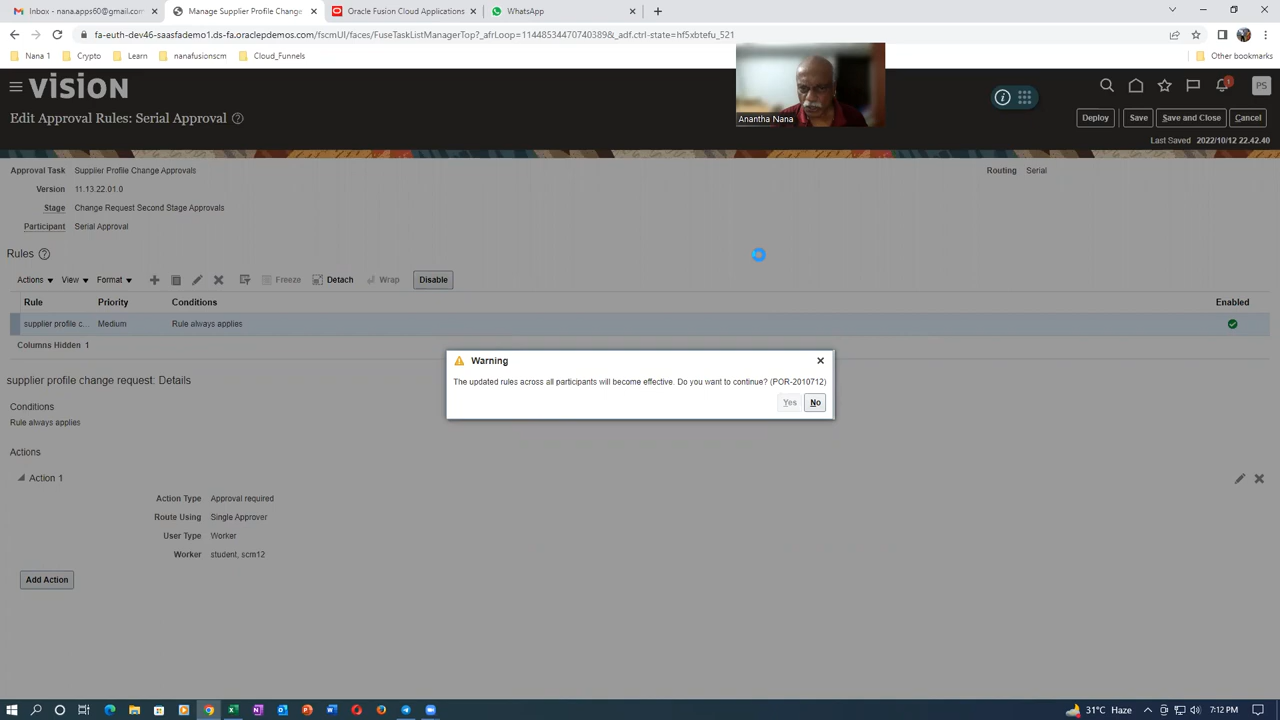 Inbox - nana.apps60@gmail.com
Manage Supplier Profile Change
Oracle Fusion Cloud Applications
WhatsApp
fa-euth-dev46-saasfademo1.ds-fa.oraclepdemos.com/fscmUI/faces/FuseTaskListManagerTop?_afrLoop=11448534470740389&_adf.ctrl-state=hf5xbtefu_521
Nana 1
Crypto
Learn
nanafusionscm
Cloud_Funnels
Other bookmarks
vision
1
PS
Anantha Nana
Edit Approval Rules: Serial Approval
Deploy
Save
Save and Close
Cancel
Last Saved 2022/10/12 22.42.40
Approval Task Supplier Profile Change Approvals
Routing Serial
Version 11.13.22.01.0
Stage Change Request Second Stage Approvals
Participant Serial Approval
Rules
Actions View Format Freeze Detach Wrap Disable
Rule Priority Conditions Enabled
supplier profile c... Medium Rule always applies
Columns Hidden 1
Warning
The updated rules across all participants will become effective. Do you want to continue? (POR-2010712)
Yes No
supplier profile change request: Details
Conditions
Rule always applies
Actions
Action 1
Action Type Approval required
Route Using Single Approver
User Type Worker
Worker student, scm12
Add Action
31°C Haze
7:12 PM